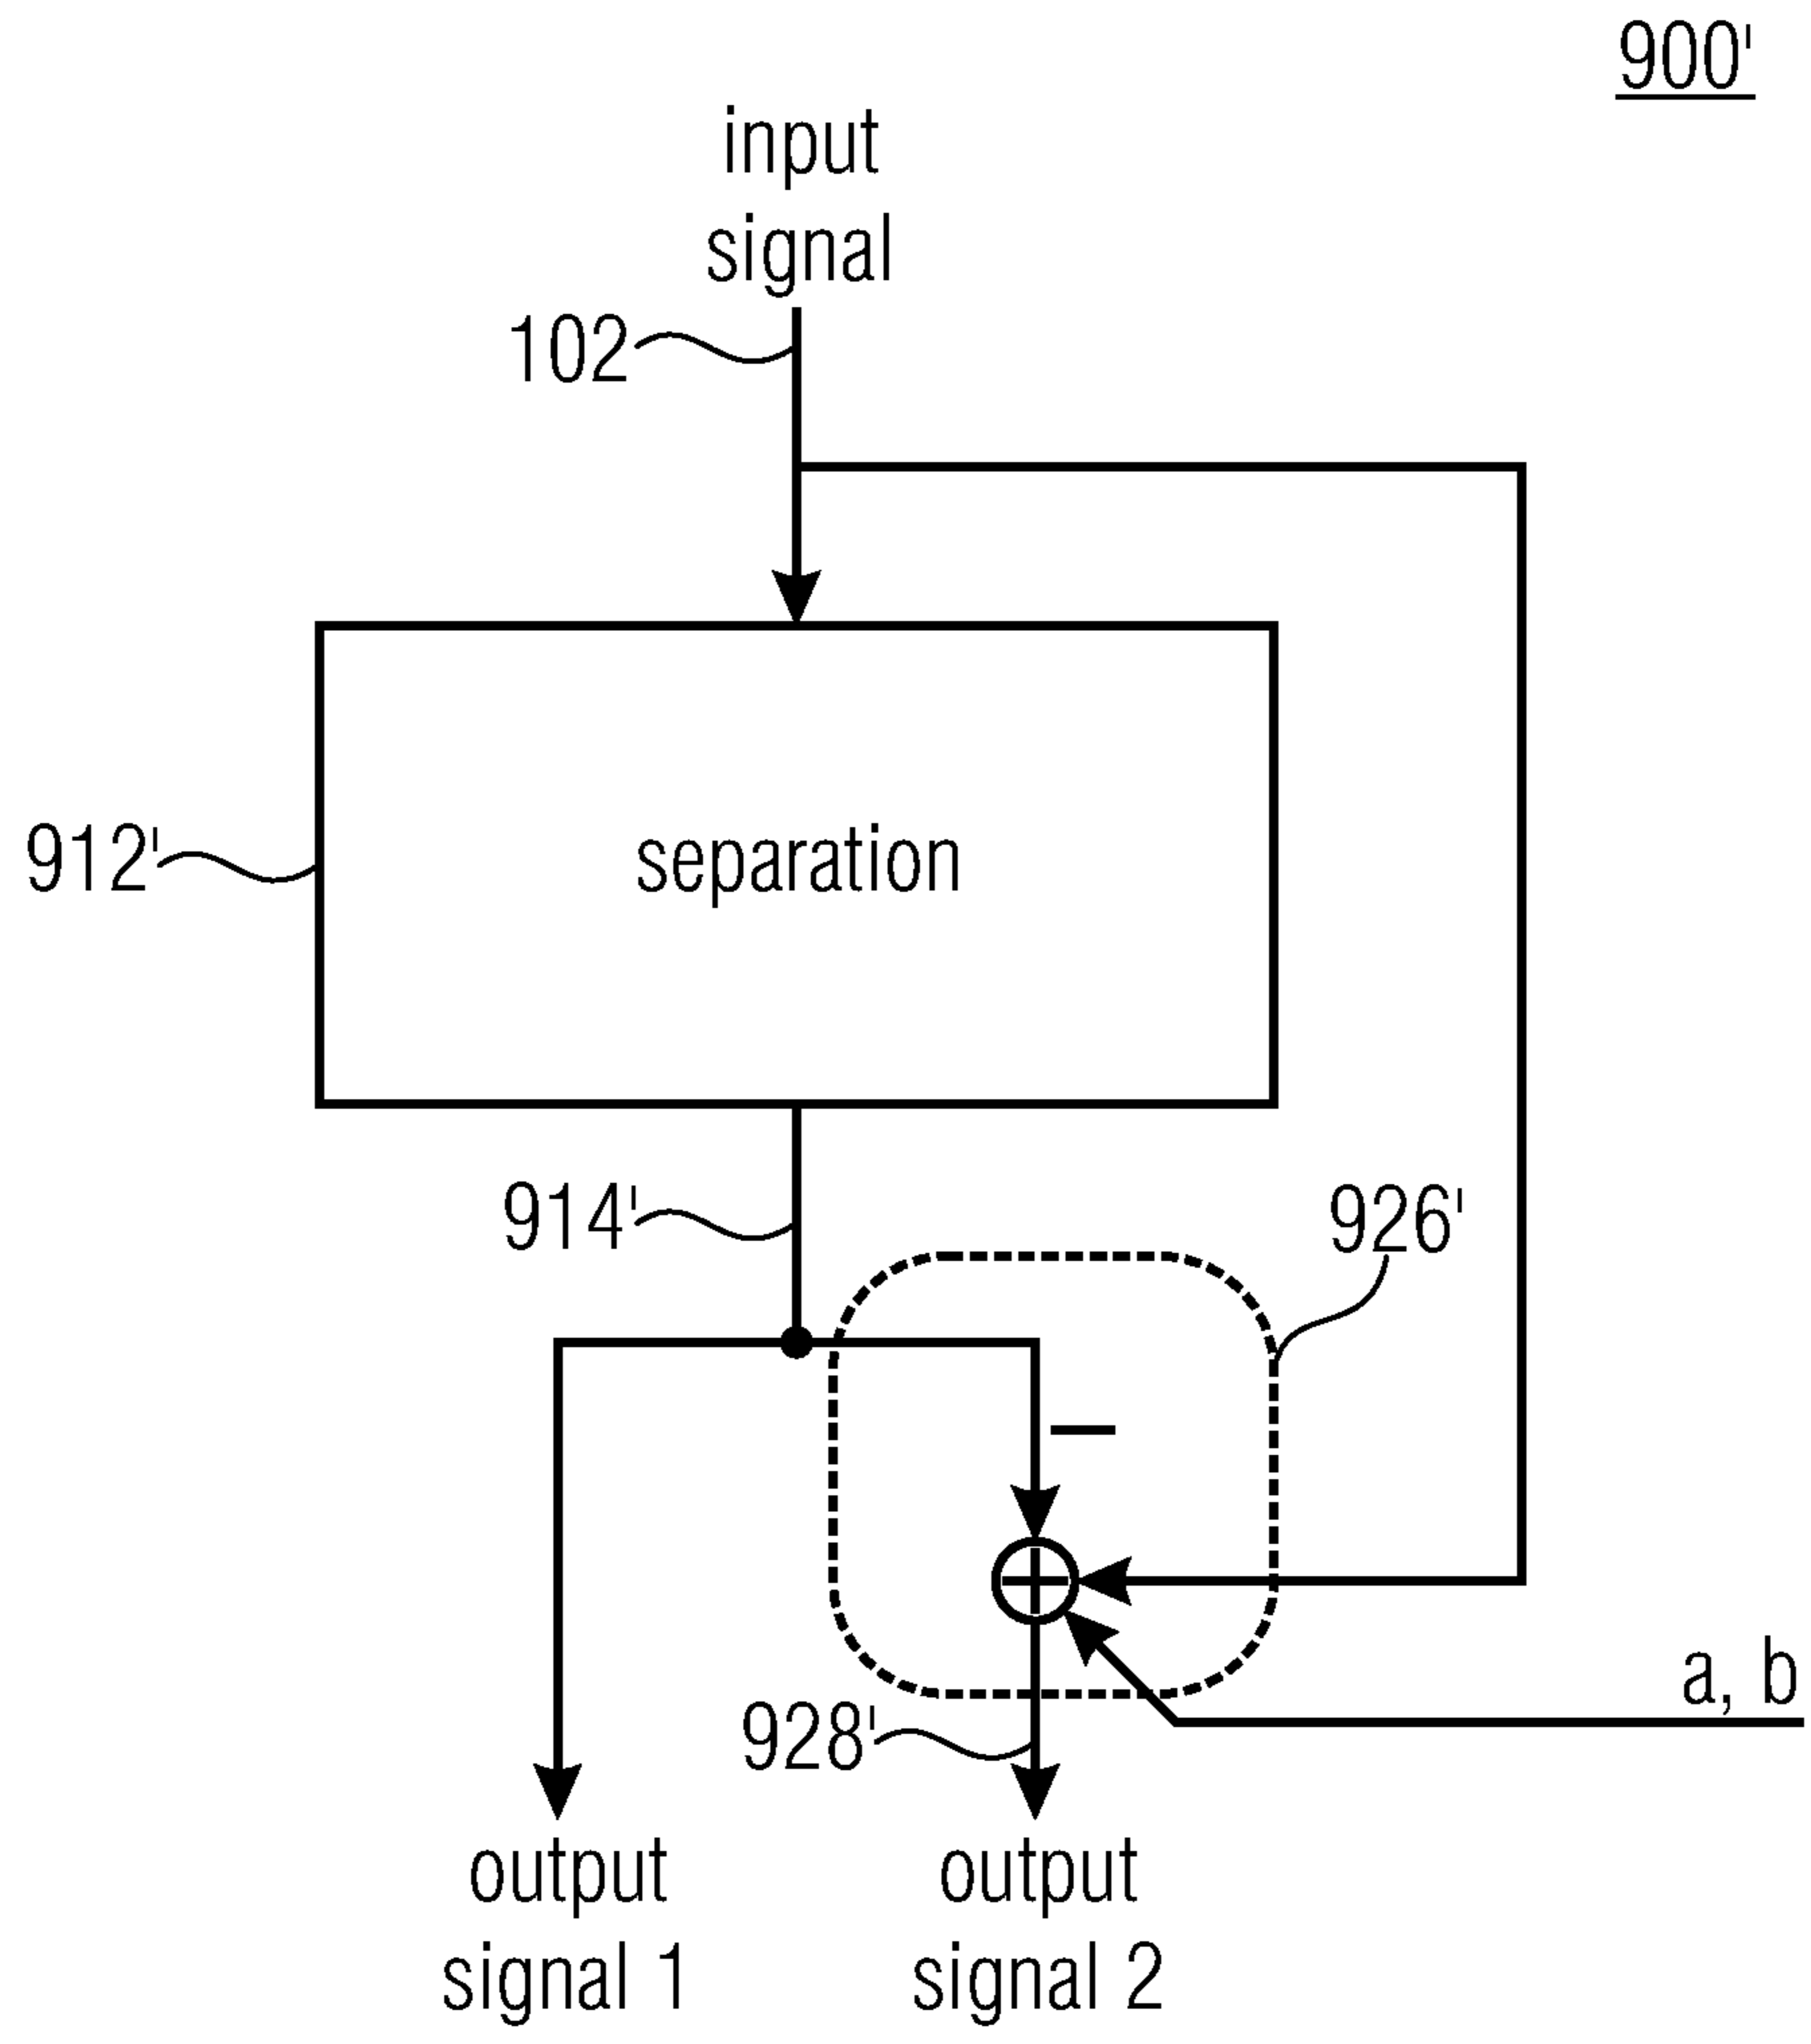 900'
input
signal
102
912'
separation
914'
926'
–
+
a, b
928'
output
signal 1
output
signal 2